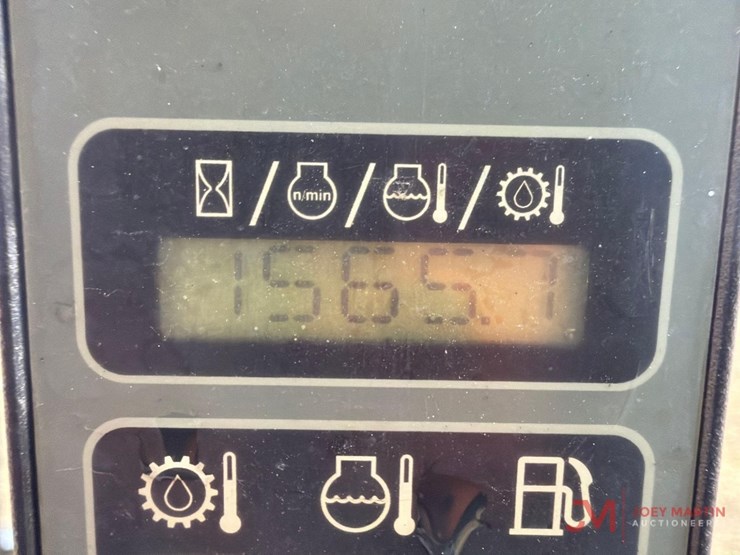 n/min
1565.7
JOEY MARTIN
AUCTIONEERS